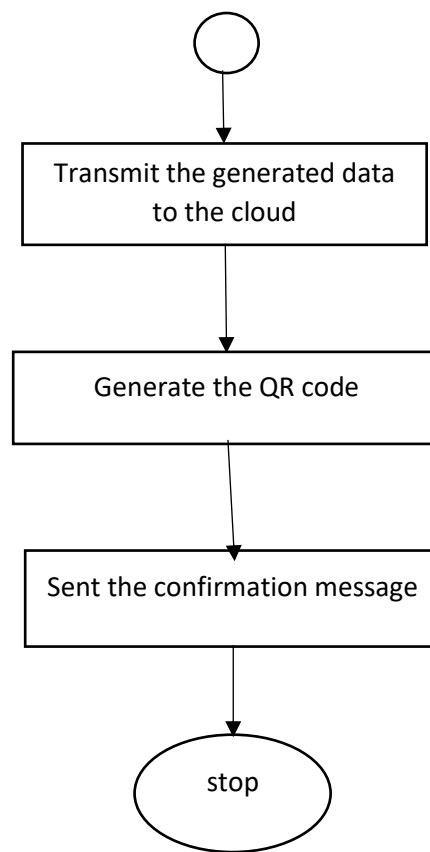 Transmit the generated data
to the cloud
Generate the QR code
Sent the confirmation message
stop